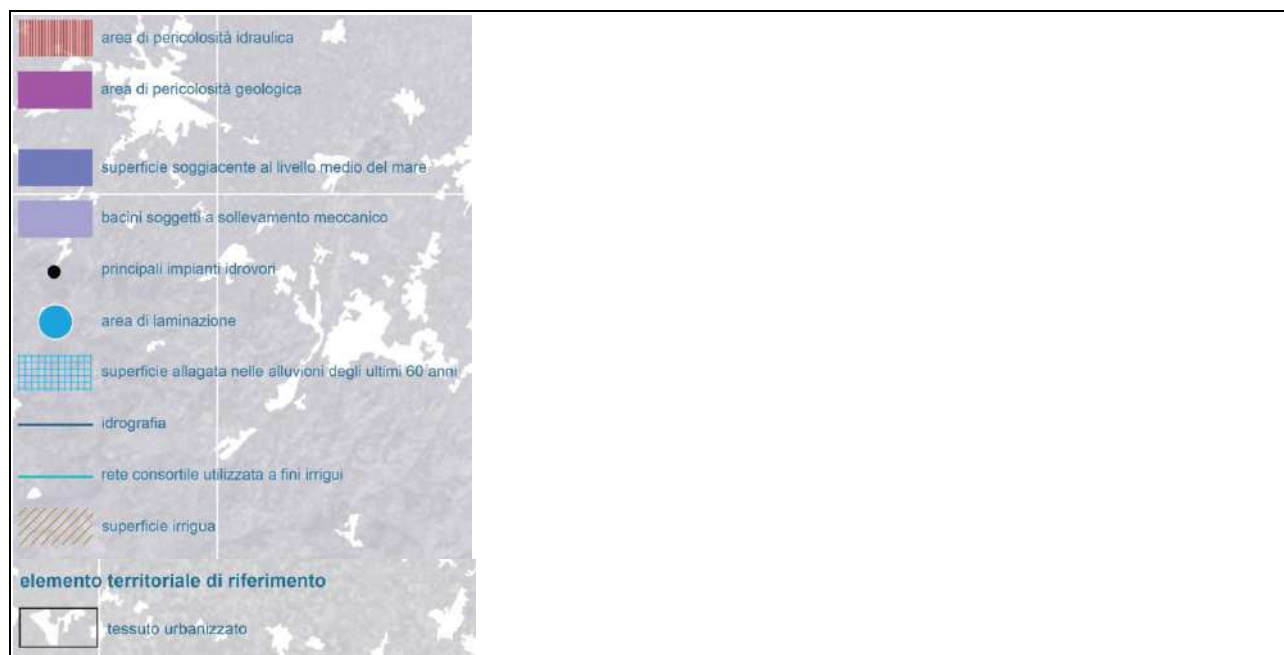 area di pericolosità idraulica
area di pericolosità geologica
superficie soggiacente al livello medio del mare
bacini soggetti a sollevamento meccanico
principali impianti idrovori
area di laminazione
superficie allagata nelle alluvioni degli ultimi 60 anni
idrografia
rete consortile utilizzata a fini irrigui
superficie irrigua
elemento territoriale di riferimento
tessuto urbanizzato